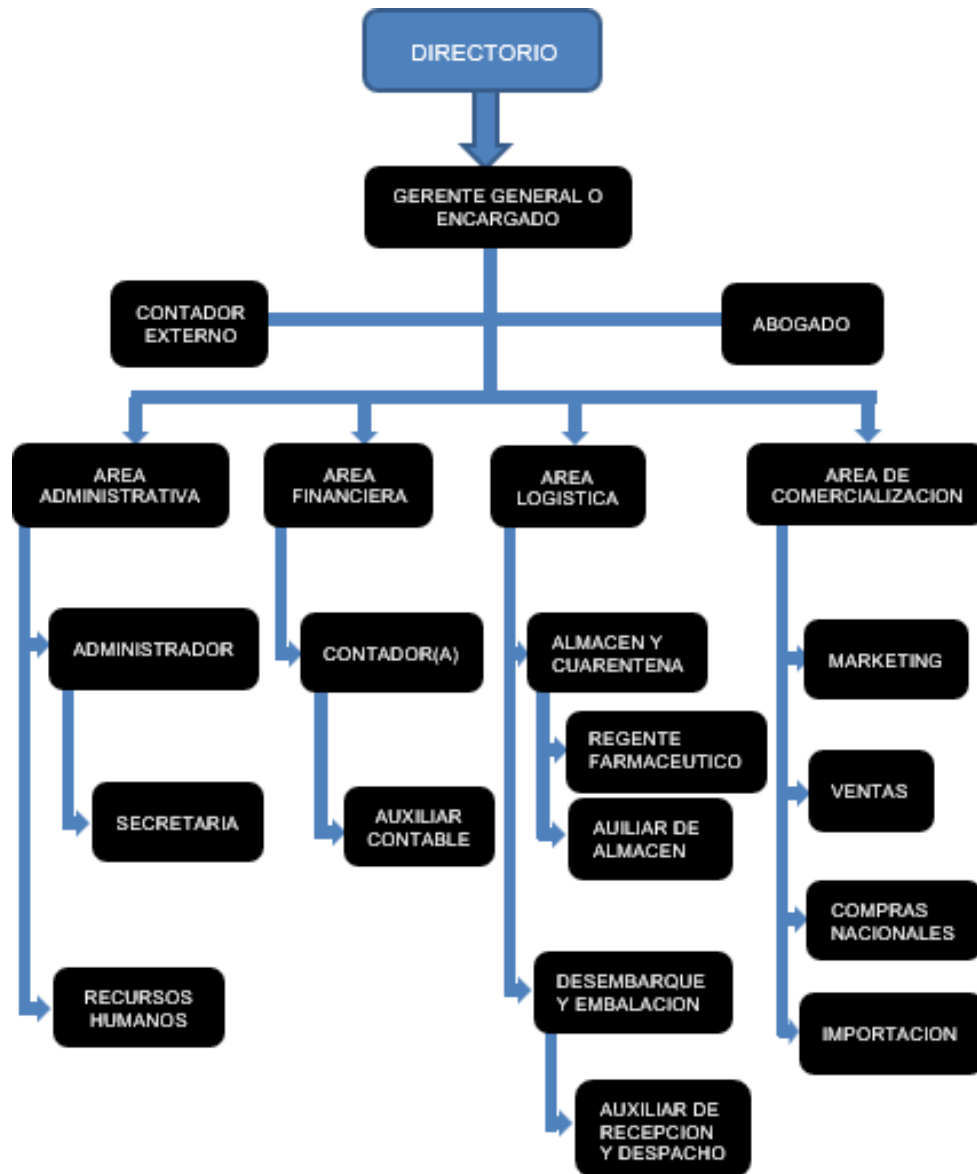 DIRECTORIO
GERENTE GENERAL O
ENCARGADO
CONTADOR
EXTERNO
ABOGADO
AREA
ADMINISTRATIVA
AREA
FINANCIERA
AREA
LOGISTICA
AREA DE
COMERCIALIZACION
ADMINISTRADOR
SECRETARIA
RECURSOS
HUMANOS
CONTADOR(A)
AUXILIAR
CONTABLE
ALMACEN Y
CUARENTENA
REGENTE
FARMACEUTICO
AUILIAR DE
ALMACEN
DESEMBARQUE
Y EMBALACION
AUXILIAR DE
RECEPCION
Y DESPACHO
MARKETING
VENTAS
COMPRAS
NACIONALES
IMPORTACION